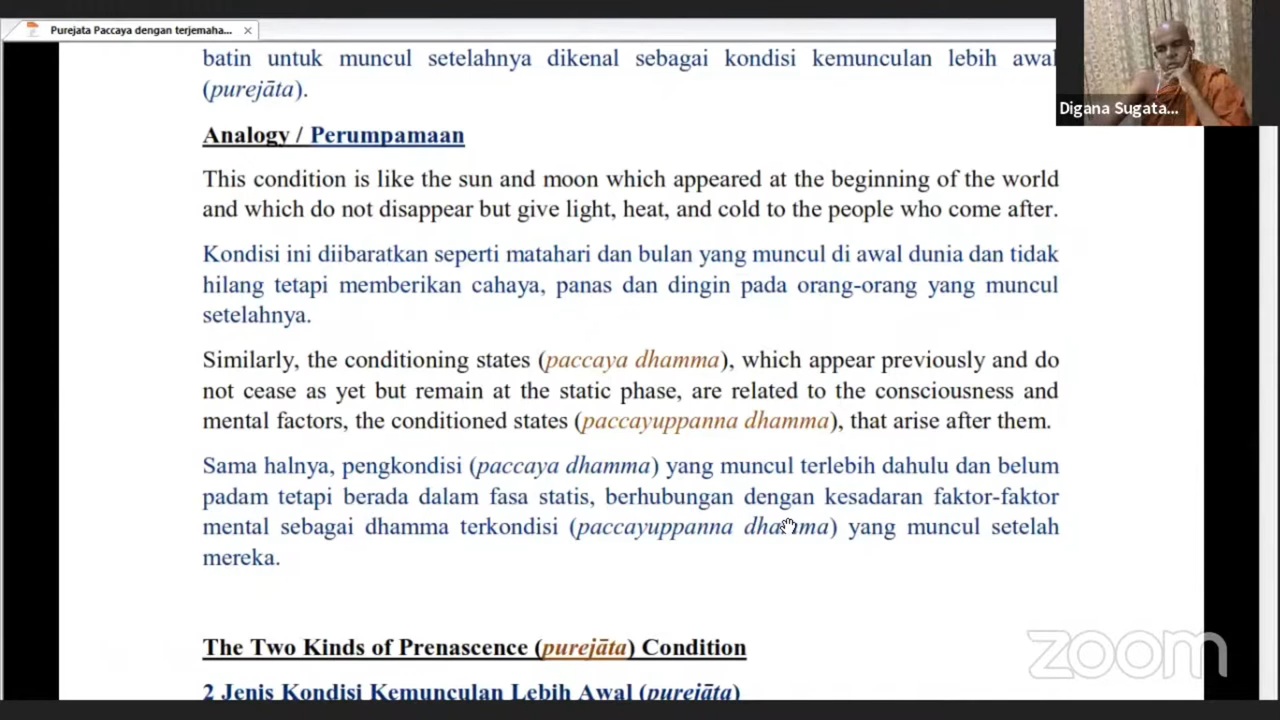 Purejata Paccaya dengan terjemaha...
batin untuk muncul setelahnya dikenal sebagai kondisi kemunculan lebih awal
(purejāta).
Digana Sugata...
Analogy / Perumpamaan
This condition is like the sun and moon which appeared at the beginning of the world
and which do not disappear but give light, heat, and cold to the people who come after.
Kondisi ini diibaratkan seperti matahari dan bulan yang muncul di awal dunia dan tidak
hilang tetapi memberikan cahaya, panas dan dingin pada orang-orang yang muncul
setelahnya.
Similarly, the conditioning states (paccaya dhamma), which appear previously and do
not cease as yet but remain at the static phase, are related to the consciousness and
mental factors, the conditioned states (paccayuppanna dhamma), that arise after them.
Sama halnya, pengkondisi (paccaya dhamma) yang muncul terlebih dahulu dan belum
padam tetapi berada dalam fasa statis, berhubungan dengan kesadaran faktor-faktor
mental sebagai dhamma terkondisi (paccayuppanna dhamma) yang muncul setelah
mereka.
The Two Kinds of Prenascence (purejāta) Condition
2 Jenis Kondisi Kemunculan Lebih Awal (purejāta)
zoom